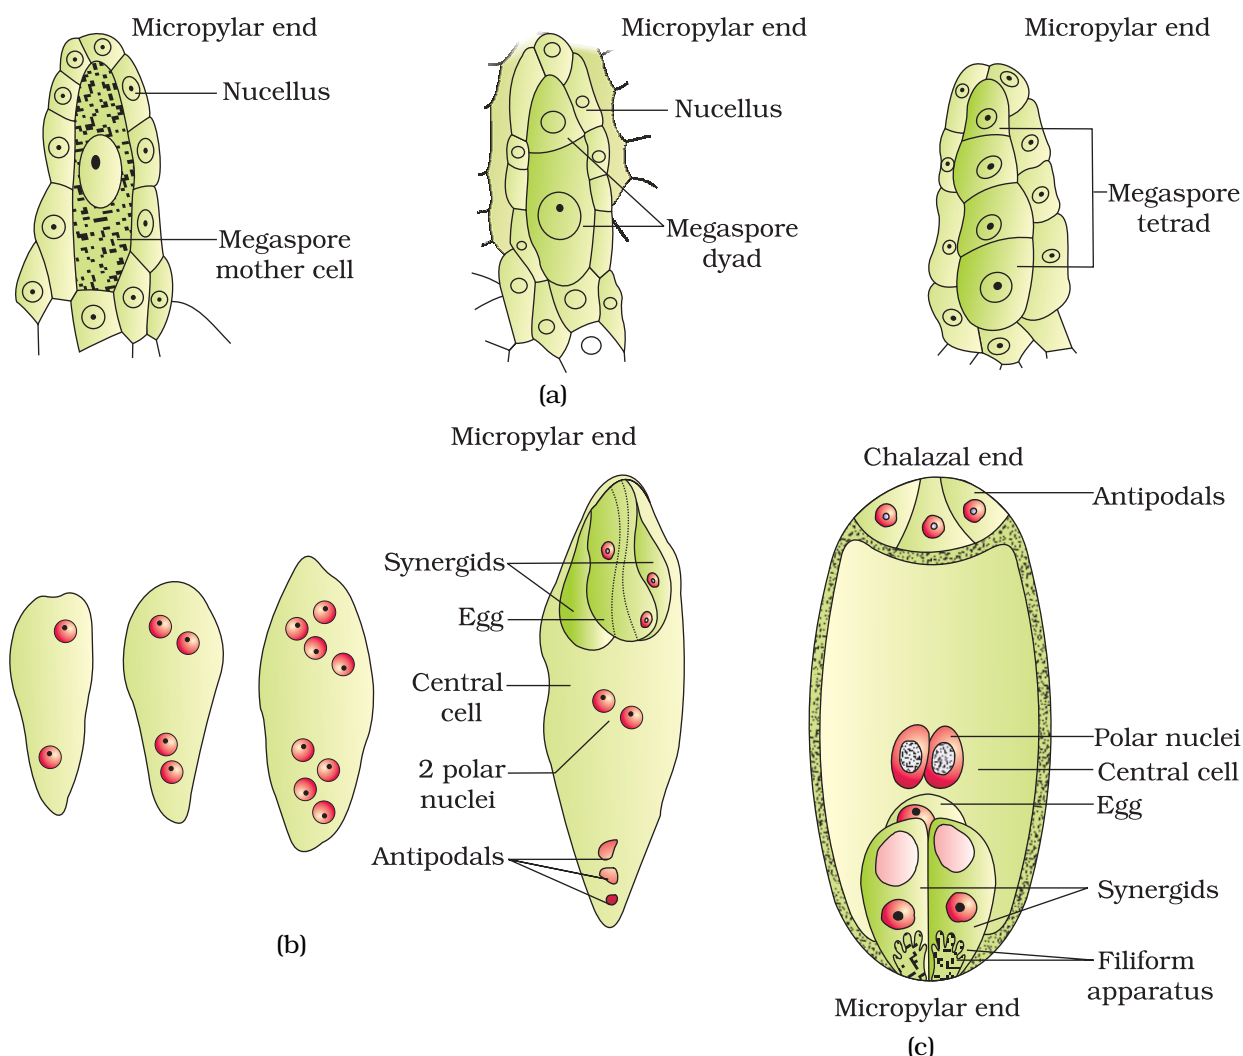 Micropylar end
Nucellus
Megaspore
mother cell
Micropylar end
Nucellus
Megaspore
dyad
Micropylar end
Megaspore
tetrad
(a)
Micropylar end
Synergids
Egg
Central
cell
2 polar
nuclei
Antipodals
(b)
Chalazal end
Antipodals
Polar nuclei
Central cell
Egg
Synergids
Filiform
apparatus
Micropylar end
(c)